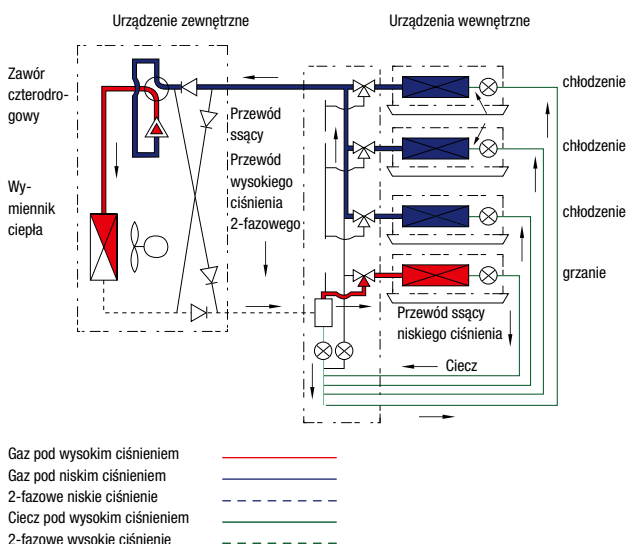 Urządzenie zewnętrzne
Urządzenia wewnętrzne
Zawór
czterodro-
gowy
Wy-
miennik
ciepła
Przewód
ssący
Przewód
wysokiego
ciśnienia
2-fazowego
chłodzenie
chłodzenie
chłodzenie
grzanie
Przewód ssący
niskiego ciśnienia
Ciecz
Gaz pod wysokim ciśnieniem
Gaz pod niskim ciśnieniem
2-fazowe niskie ciśnienie
Ciecz pod wysokim ciśnieniem
2-fazowe wysokie ciśnienie